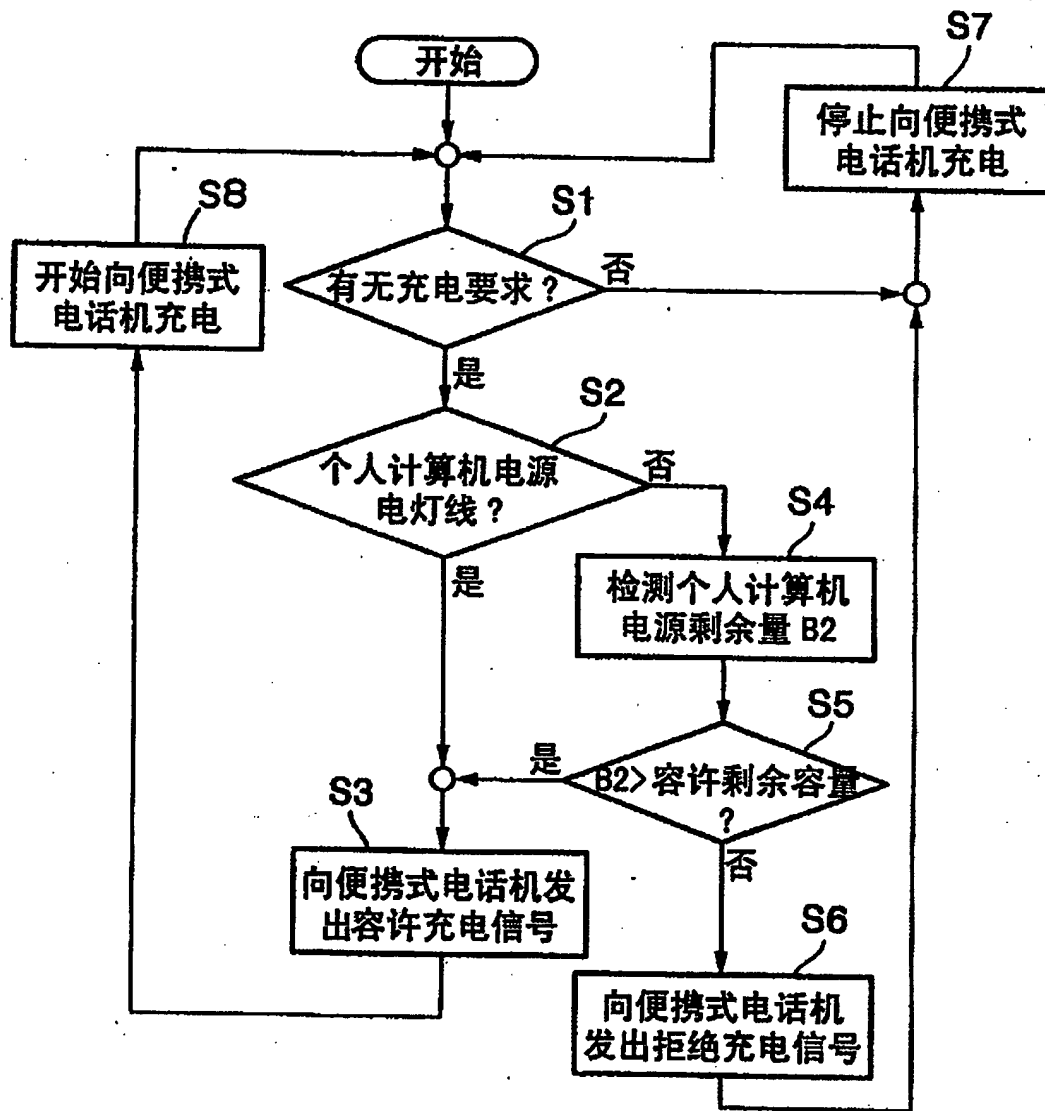 开始
S7
停止向便携式
电话机充电
S8
开始向便携式
电话机充电
S1
有无充电要求？
否
是
S2
个人计算机电源
电灯线？
否
是
S4
检测个人计算机
电源剩余量 B2
S5
B2>容许剩余容量
？
是
否
S3
向便携式电话机发
出容许充电信号
S6
向便携式电话机
发出拒绝充电信号